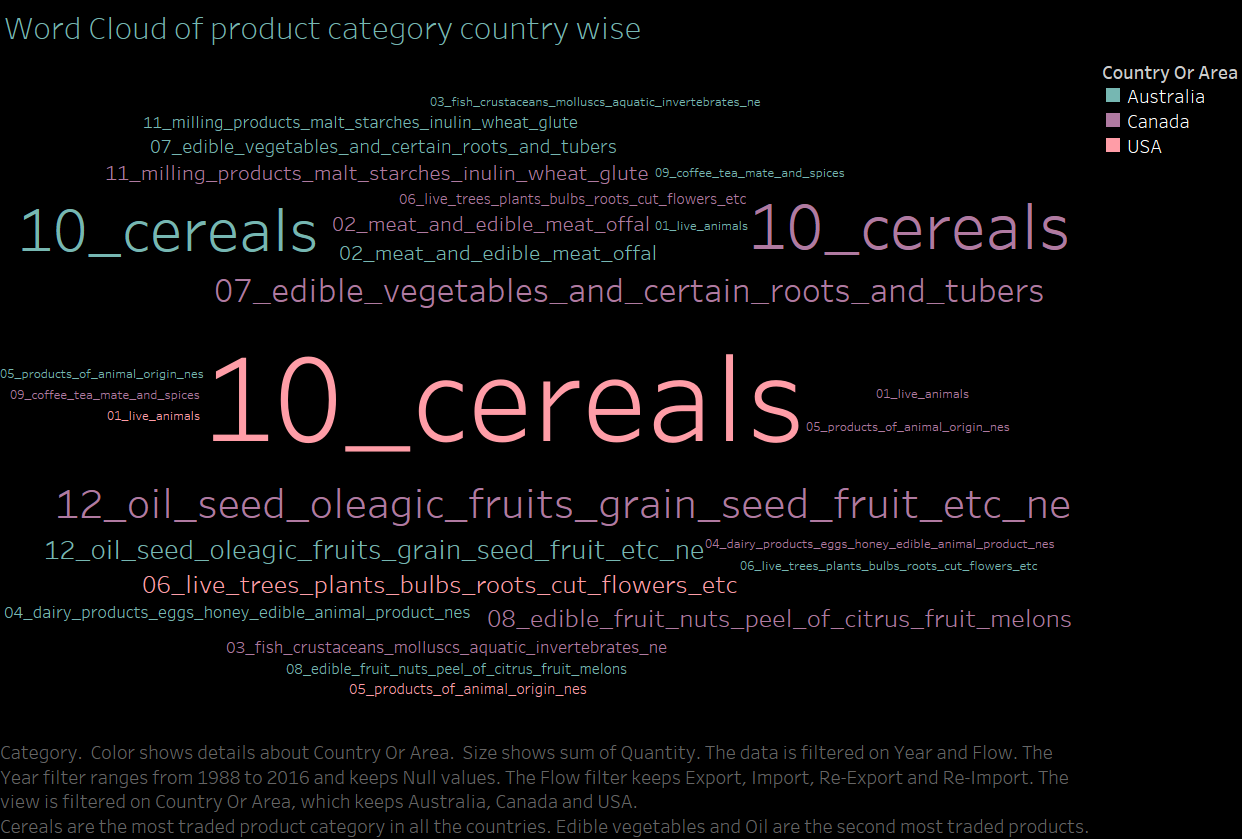 Word Cloud of product category country wise
Country Or Area
Australia
Canada
USA
03_fish_crustaceans_molluscs_aquatic_invertebrates_ne
11_milling_products_malt_starches_inulin_wheat_glute
07_edible_vegetables_and_certain_roots_and_tubers
11_milling_products_malt_starches_inulin_wheat_glute 09_coffee_tea_mate_and_spices
06_live_trees_plants_bulbs_roots_cut_flowers_etc
10_cereals 02_meat_and_edible_meat_offal 01_live_animals 10_cereals
02_meat_and_edible_meat_offal
07_edible_vegetables_and_certain_roots_and_tubers
05_products_of_animal_origin_nes
09_coffee_tea_mate_and_spices
01_live_animals
10_cereals
01_live_animals
05_products_of_animal_origin_nes
12_oil_seed_oleagic_fruits_grain_seed_fruit_etc_ne
12_oil_seed_oleagic_fruits_grain_seed_fruit_etc_ne 04_dairy_products_eggs_honey_edible_animal_product_nes
06_live_trees_plants_bulbs_roots_cut_flowers_etc
06_live_trees_plants_bulbs_roots_cut_flowers_etc
04_dairy_products_eggs_honey_edible_animal_product_nes 08_edible_fruit_nuts_peel_of_citrus_fruit_melons
03_fish_crustaceans_molluscs_aquatic_invertebrates_ne
08_edible_fruit_nuts_peel_of_citrus_fruit_melons
05_products_of_animal_origin_nes
Category.  Color shows details about Country Or Area.  Size shows sum of Quantity. The data is filtered on Year and Flow. The
Year filter ranges from 1988 to 2016 and keeps Null values. The Flow filter keeps Export, Import, Re-Export and Re-Import. The
view is filtered on Country Or Area, which keeps Australia, Canada and USA.
Cereals are the most traded product category in all the countries. Edible vegetables and Oil are the second most traded products.